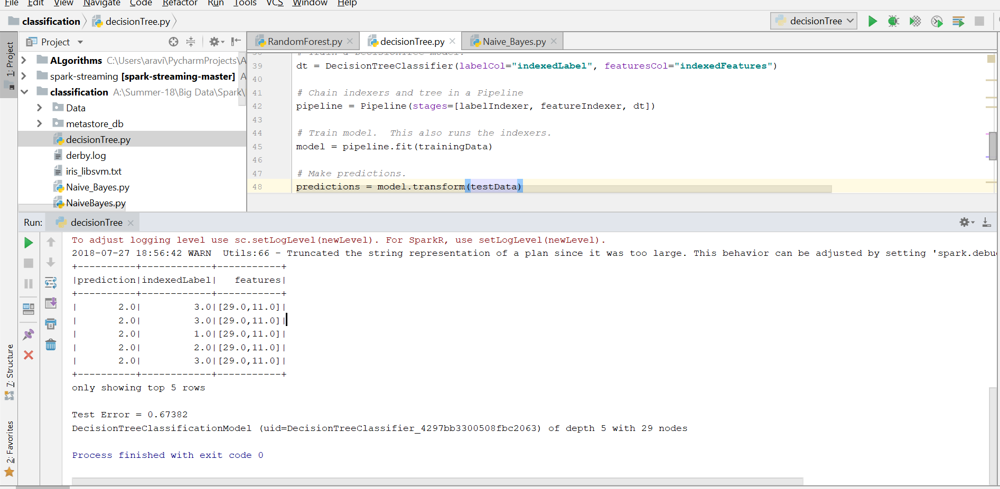 File Edit View Navigate Code Refactor Run Tools VCS Window Help
classification decisionTree.py decisionTree
1: Project
Project
RandomForest.py decisionTree.py Naive_Bayes.py
ALgorithms C:\Users\aravi\PycharmProjects\A
spark-streaming [spark-streaming-master] A
classification A:\Summer-18\Big Data\Spark\
Data
metastore_db
decisionTree.py
derby.log
iris_libsvm.txt
Naive_Bayes.py
NaiveBayes.py
38 # Train a DecisionTree model.
39 dt = DecisionTreeClassifier(labelCol="indexedLabel", featuresCol="indexedFeatures")
40
41 # Chain indexers and tree in a Pipeline
42 pipeline = Pipeline(stages=[labelIndexer, featureIndexer, dt])
43
44 # Train model.  This also runs the indexers.
45 model = pipeline.fit(trainingData)
46
47 # Make predictions.
48 predictions = model.transform(testData)
Run: decisionTree
To adjust logging level use sc.setLogLevel(newLevel). For SparkR, use setLogLevel(newLevel).
2018-07-27 18:56:42 WARN  Utils:66 - Truncated the string representation of a plan since it was too large. This behavior can be adjusted by setting 'spark.debu
+----------+------------+-----------+
|prediction|indexedLabel|   features|
+----------+------------+-----------+
|       2.0|         3.0|[29.0,11.0]|
|       2.0|         3.0|[29.0,11.0]|
|       2.0|         1.0|[29.0,11.0]|
|       2.0|         2.0|[29.0,11.0]|
|       2.0|         3.0|[29.0,11.0]|
+----------+------------+-----------+
only showing top 5 rows
Test Error = 0.67382
DecisionTreeClassificationModel (uid=DecisionTreeClassifier_4297bb3300508fbc2063) of depth 5 with 29 nodes
Process finished with exit code 0
7: Structure
2: Favorites